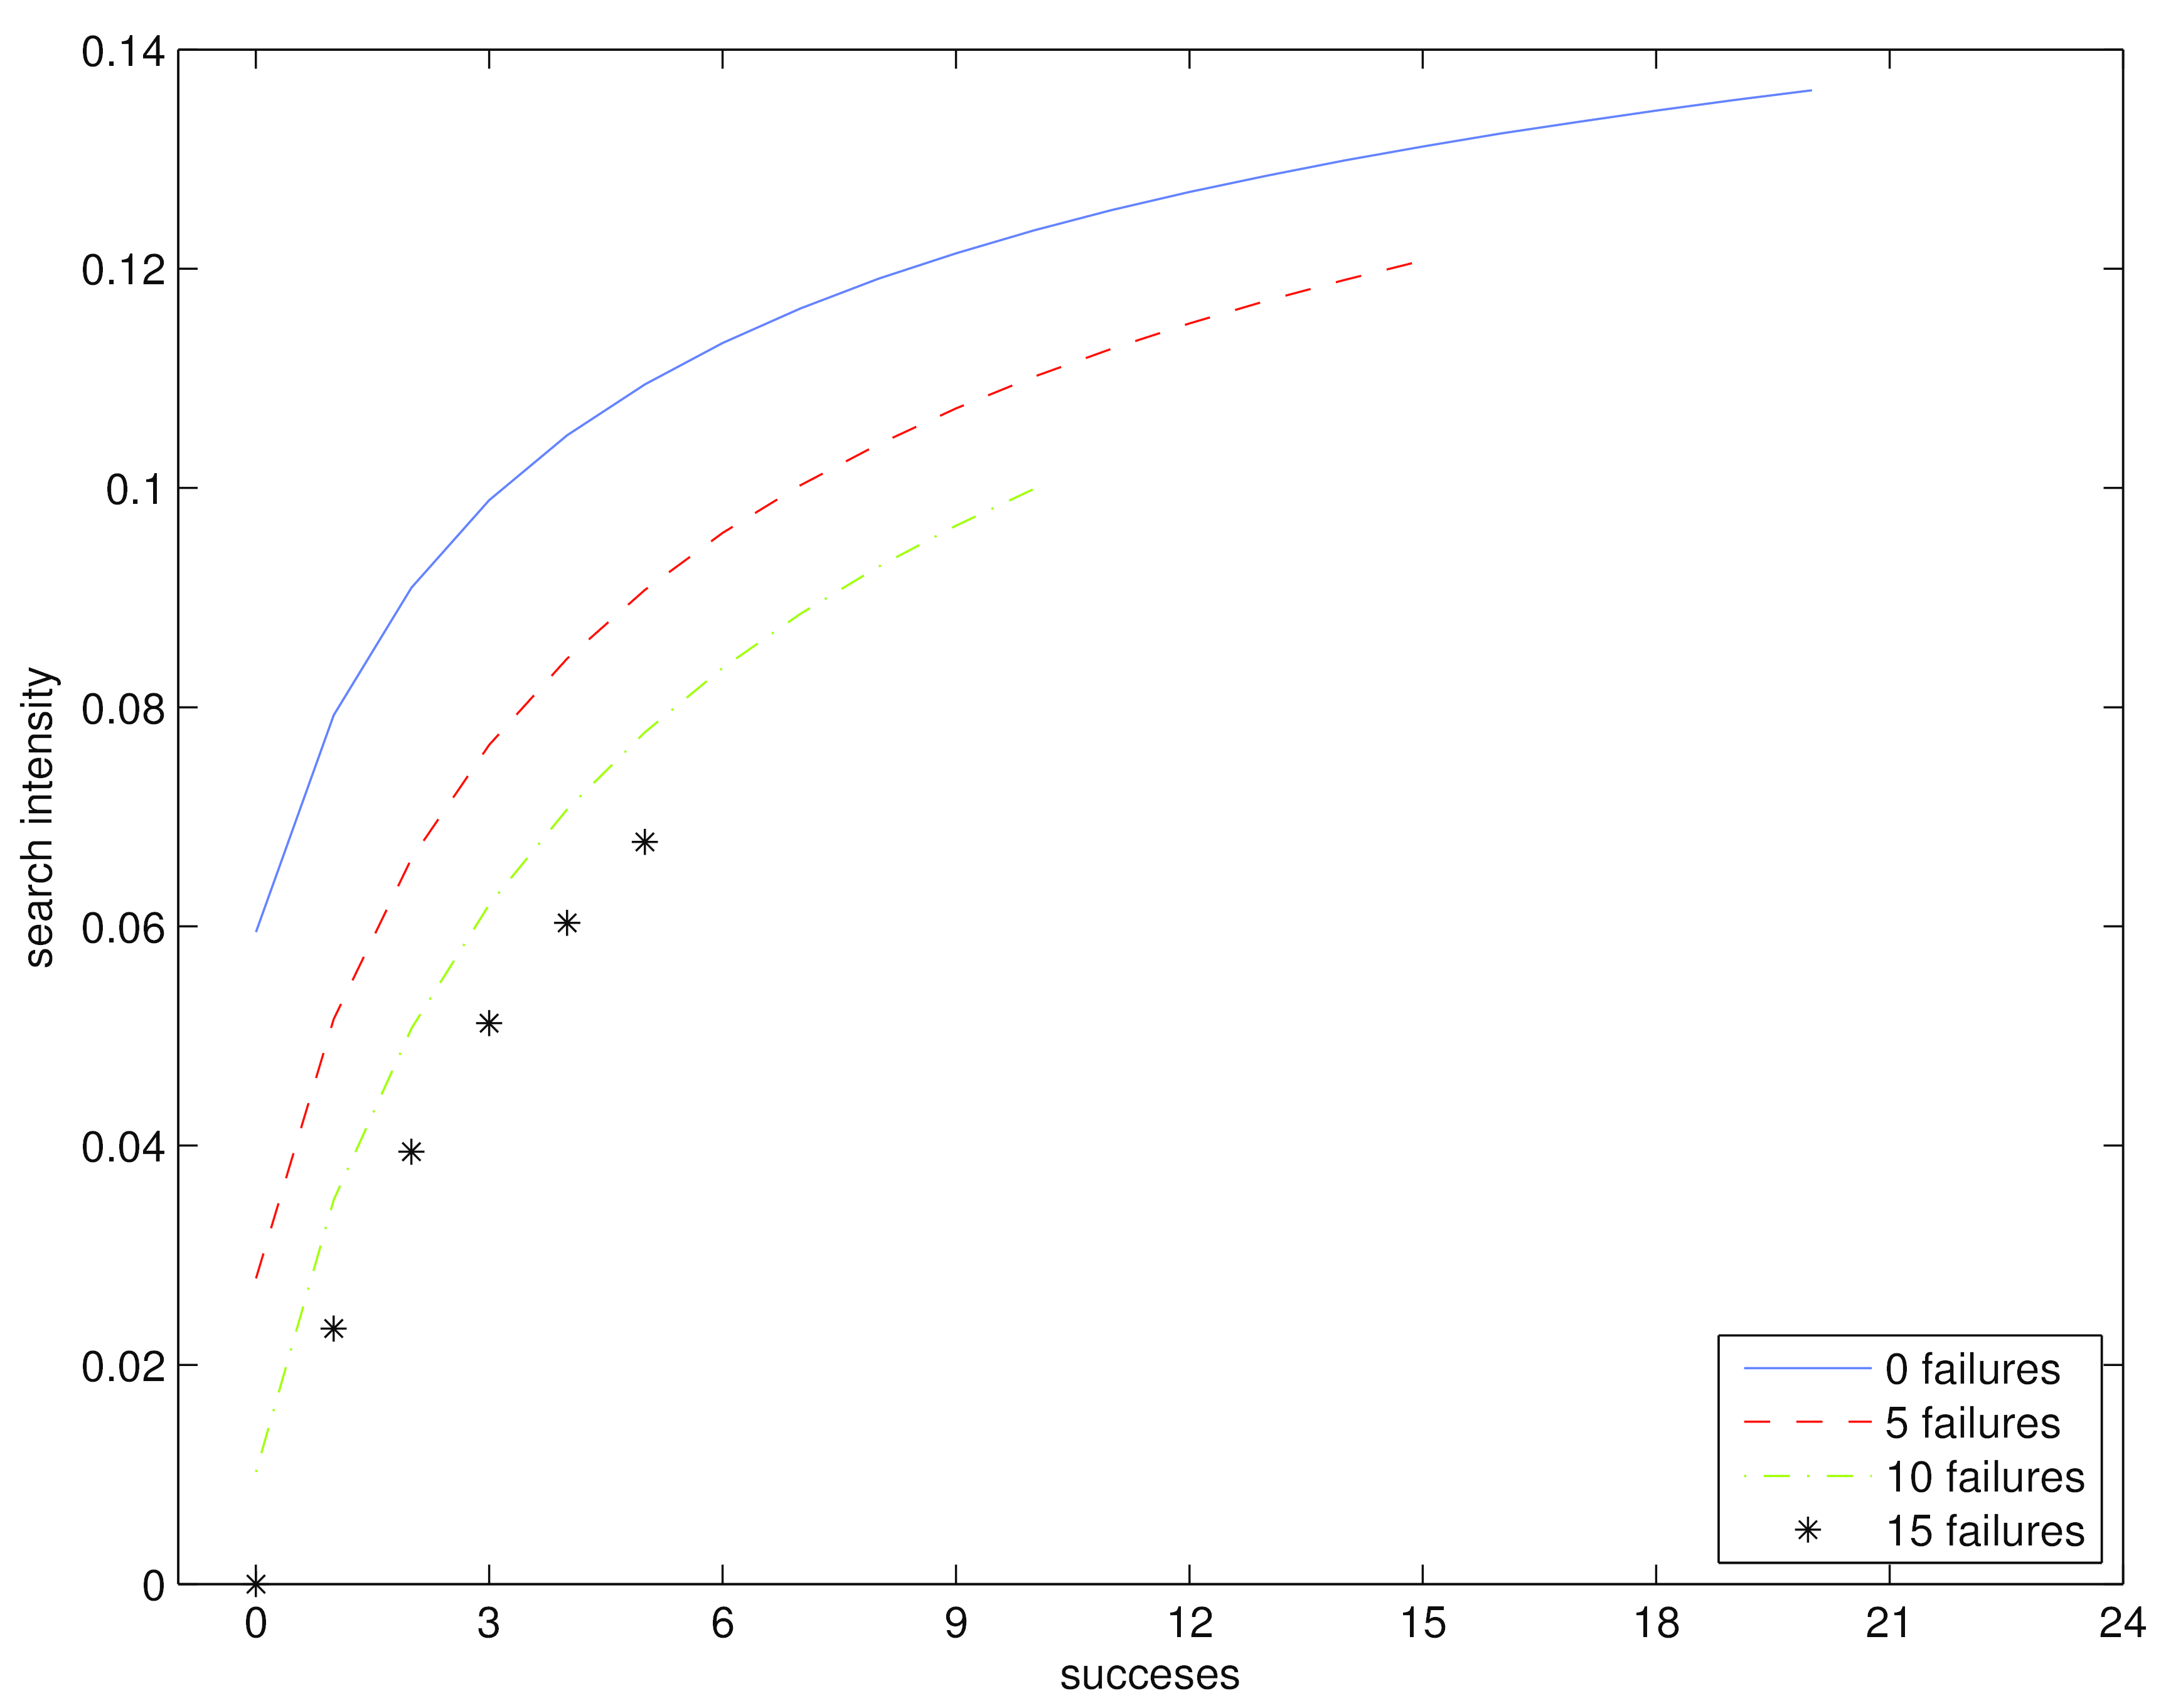 0.14
0.12
0.1
0.08
0.06
0.04
0.02
0
search intensity
0 3 6 9 12 15 18 21 24
succeses
0 failures
5 failures
10 failures
15 failures